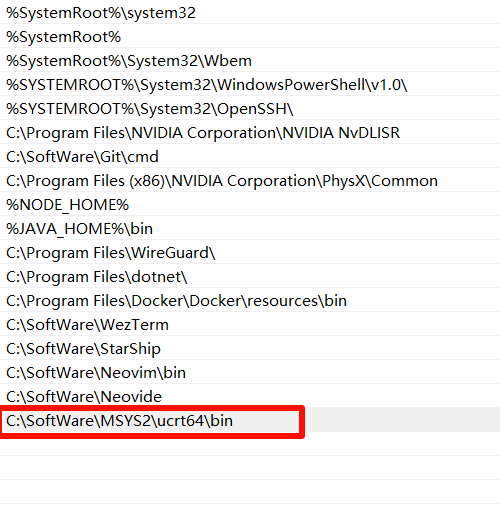 %SystemRoot%\system32
%SystemRoot%
%SystemRoot%\System32\Wbem
%SYSTEMROOT%\System32\WindowsPowerShell\v1.0\
%SYSTEMROOT%\System32\OpenSSH\
C:\Program Files\NVIDIA Corporation\NVIDIA NvDLISR
C:\SoftWare\Git\cmd
C:\Program Files (x86)\NVIDIA Corporation\PhysX\Common
%NODE_HOME%
%JAVA_HOME%\bin
C:\Program Files\WireGuard\
C:\Program Files\dotnet\
C:\Program Files\Docker\Docker\resources\bin
C:\SoftWare\WezTerm
C:\SoftWare\StarShip
C:\SoftWare\Neovim\bin
C:\SoftWare\Neovide
C:\SoftWare\MSYS2\ucrt64\bin